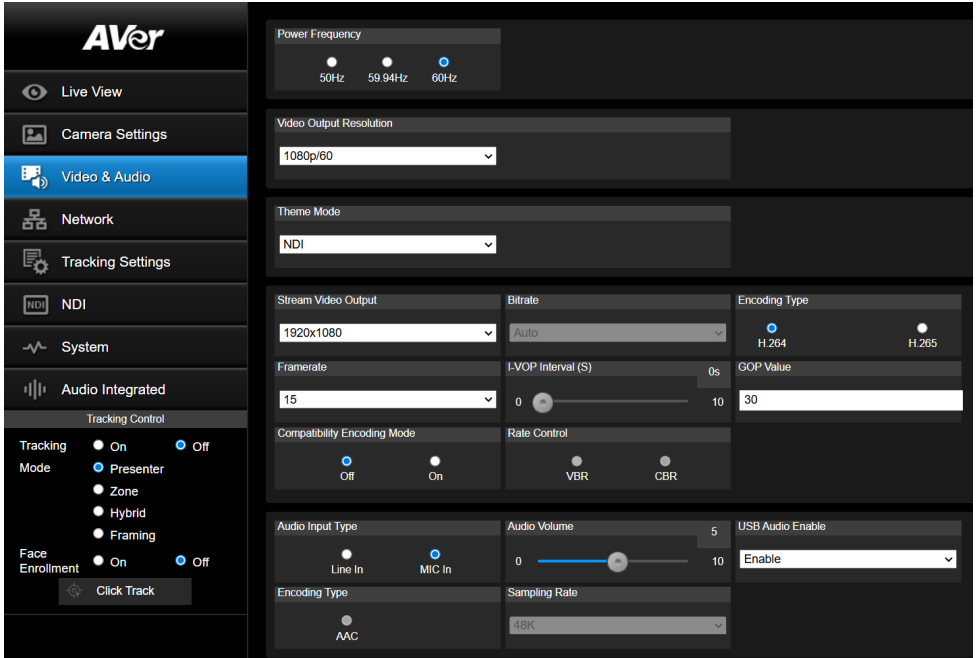 AVer
Live View
Camera Settings
Video & Audio
Network
Tracking Settings
NDI NDI
System
Audio Integrated
Tracking Control
Tracking On Off
Mode Presenter
Zone
Hybrid
Framing
Face Enrollment On Off
Click Track
Power Frequency
50Hz 59.94Hz 60Hz
Video Output Resolution
1080p/60
Theme Mode
NDI
Stream Video Output Bitrate Encoding Type
1920x1080 Auto H.264 H.265
Framerate I-VOP Interval (S) 0s GOP Value
15 0 10 30
Compatibility Encoding Mode Rate Control
Off On VBR CBR
Audio Input Type Audio Volume 5 USB Audio Enable
Line In MIC In 0 10 Enable
Encoding Type Sampling Rate
AAC 48K